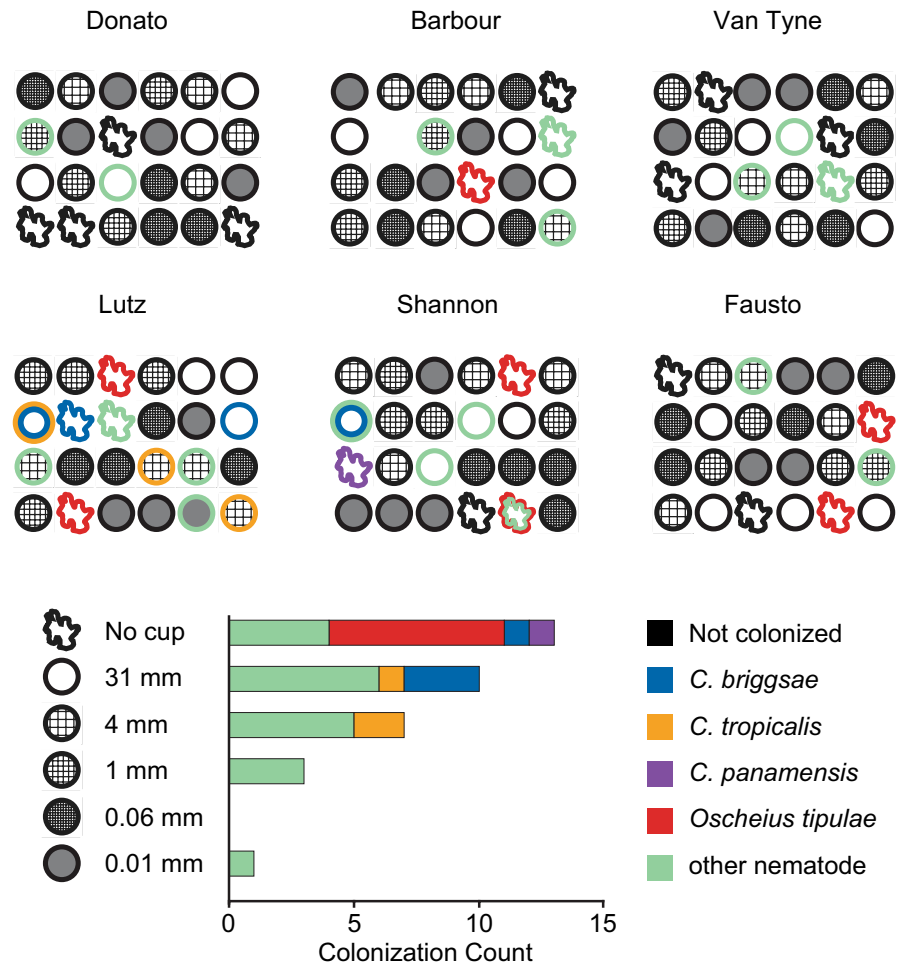 Donato
Barbour
Van Tyne
Lutz
Shannon
Fausto
No cup
31 mm
4 mm
1 mm
0.06 mm
0.01 mm
0
5
10
15
Colonization Count
Not colonized
C. briggsae
C. tropicalis
C. panamensis
Oscheius tipulae
other nematode